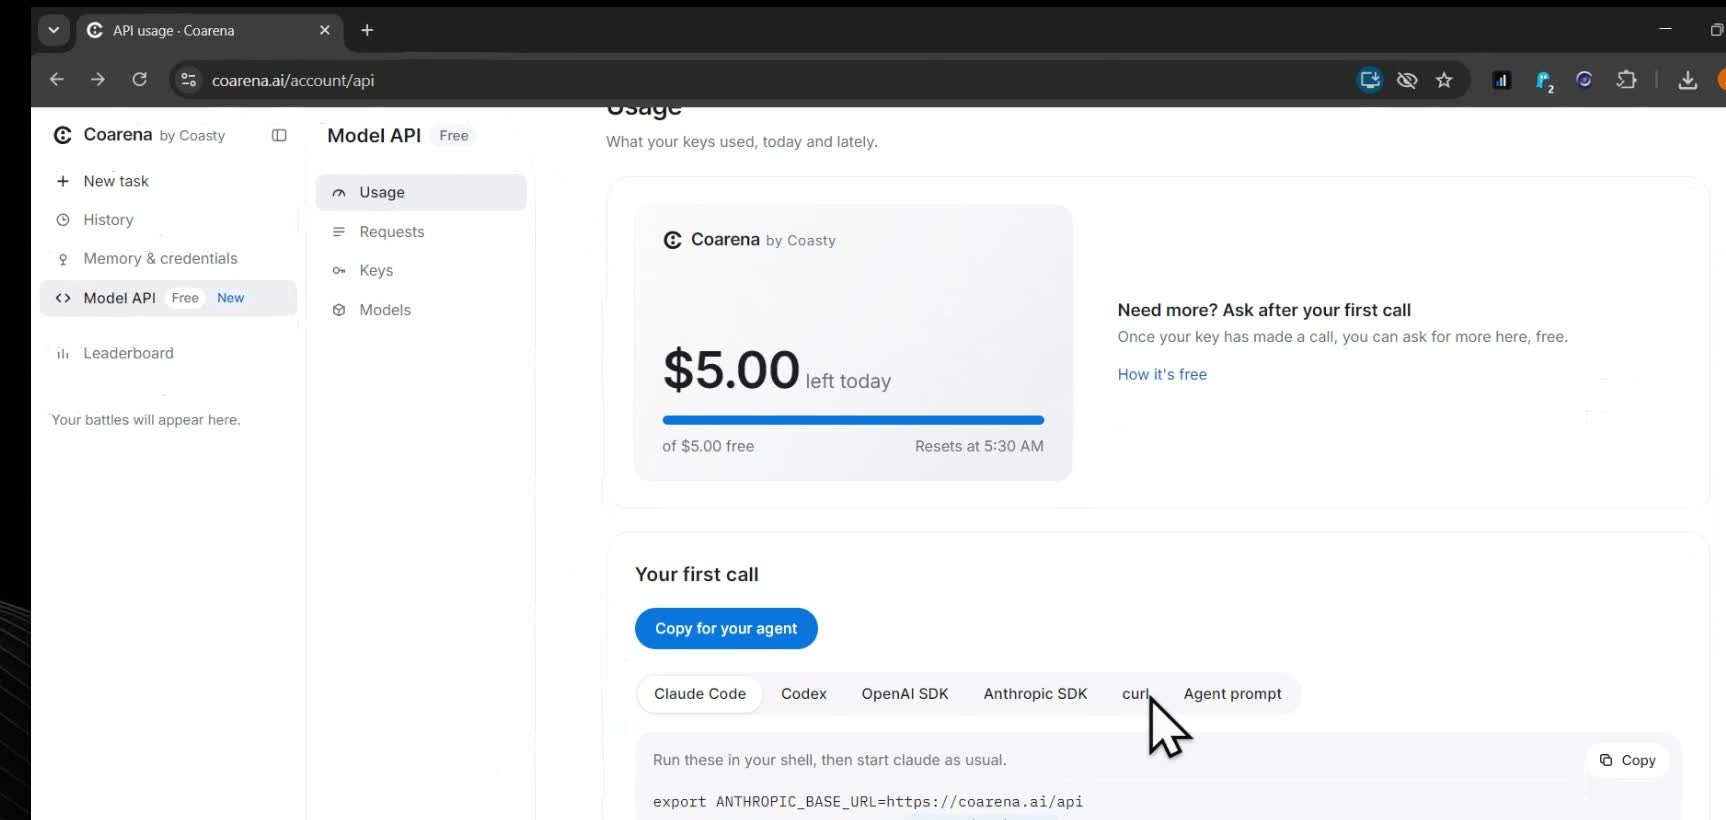 API usage · Coarena
coarena.ai/account/api
2
Coarena by Coasty
New task
History
Memory & credentials
Model API Free New
Leaderboard
Your battles will appear here.
Model API Free
Usage
Requests
Keys
Models
Usage
What your keys used, today and lately.
Coarena by Coasty
$5.00 left today
of $5.00 free
Resets at 5:30 AM
Need more? Ask after your first call
Once your key has made a call, you can ask for more here, free.
How it's free
Your first call
Copy for your agent
Claude Code Codex OpenAI SDK Anthropic SDK curl Agent prompt
Run these in your shell, then start claude as usual.
Copy
export ANTHROPIC_BASE_URL=https://coarena.ai/api